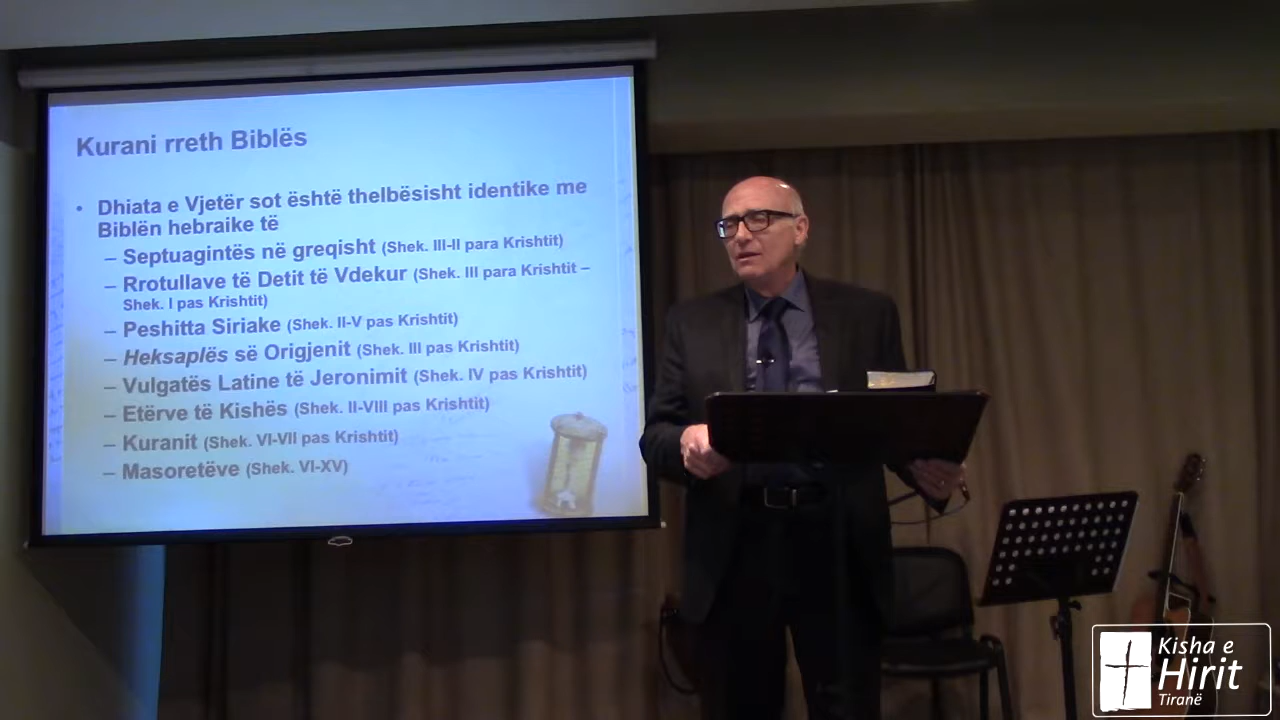 Kurani rreth Biblës
• Dhiata e Vjetër sot është thelbësisht identike me
Biblën hebraike të
– Septuagintës në greqisht (Shek. III-II para Krishtit)
– Rrotullave të Detit të Vdekur (Shek. III para Krishtit –
Shek. I pas Krishtit)
– Peshitta Siriake (Shek. II-V pas Krishtit)
– Heksaplës së Origjenit (Shek. III pas Krishtit)
– Vulgatës Latine të Jeronimit (Shek. IV pas Krishtit)
– Etërve të Kishës (Shek. II-VIII pas Krishtit)
– Kuranit (Shek. VI-VII pas Krishtit)
– Masoretëve (Shek. VI-XV)
Kisha e
Hirit
Tiranë